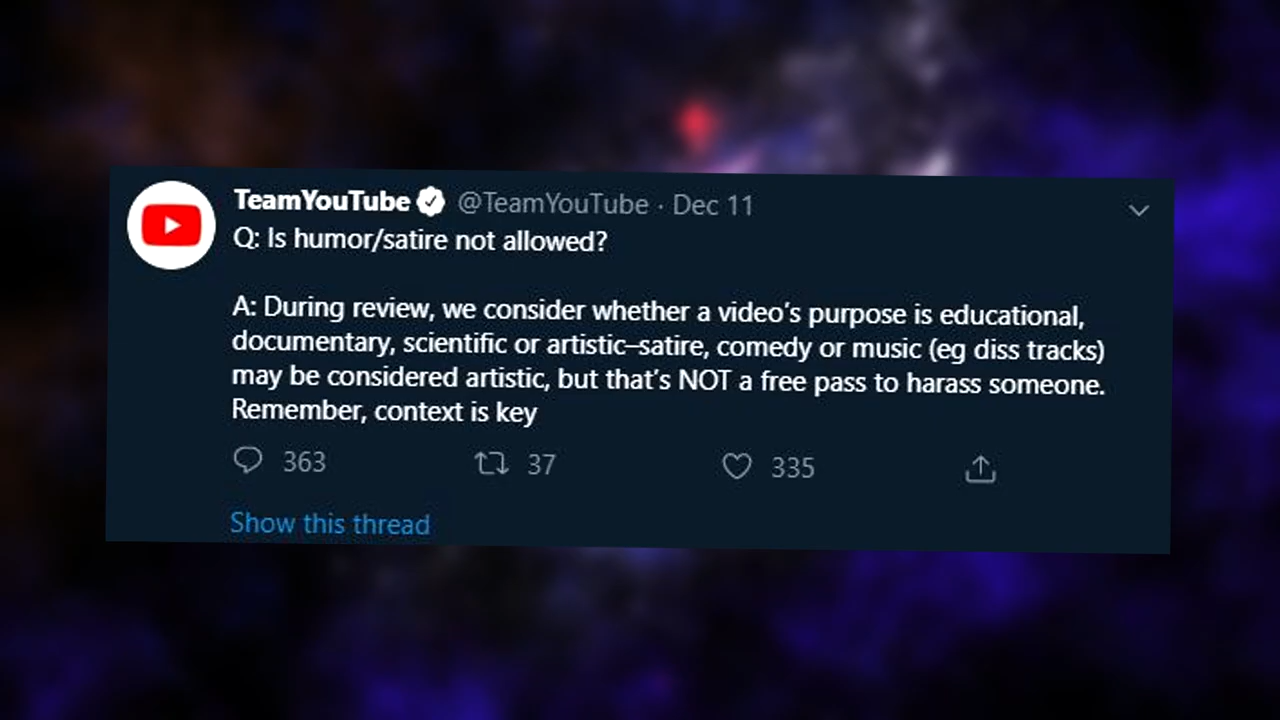 TeamYouTube @TeamYouTube · Dec 11
Q: Is humor/satire not allowed?
A: During review, we consider whether a video's purpose is educational,
documentary, scientific or artistic–satire, comedy or music (eg diss tracks)
may be considered artistic, but that's NOT a free pass to harass someone.
Remember, context is key
363 37 335
Show this thread